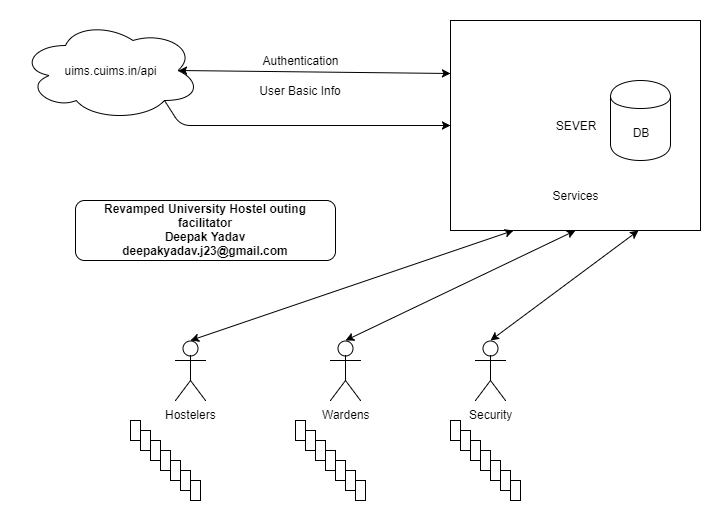 uims.cuims.in/api
Authentication
User Basic Info
SEVER
DB
Services
Revamped University Hostel outing
facilitator
Deepak Yadav
deepakyadav.j23@gmail.com
Hostelers
Wardens
Security